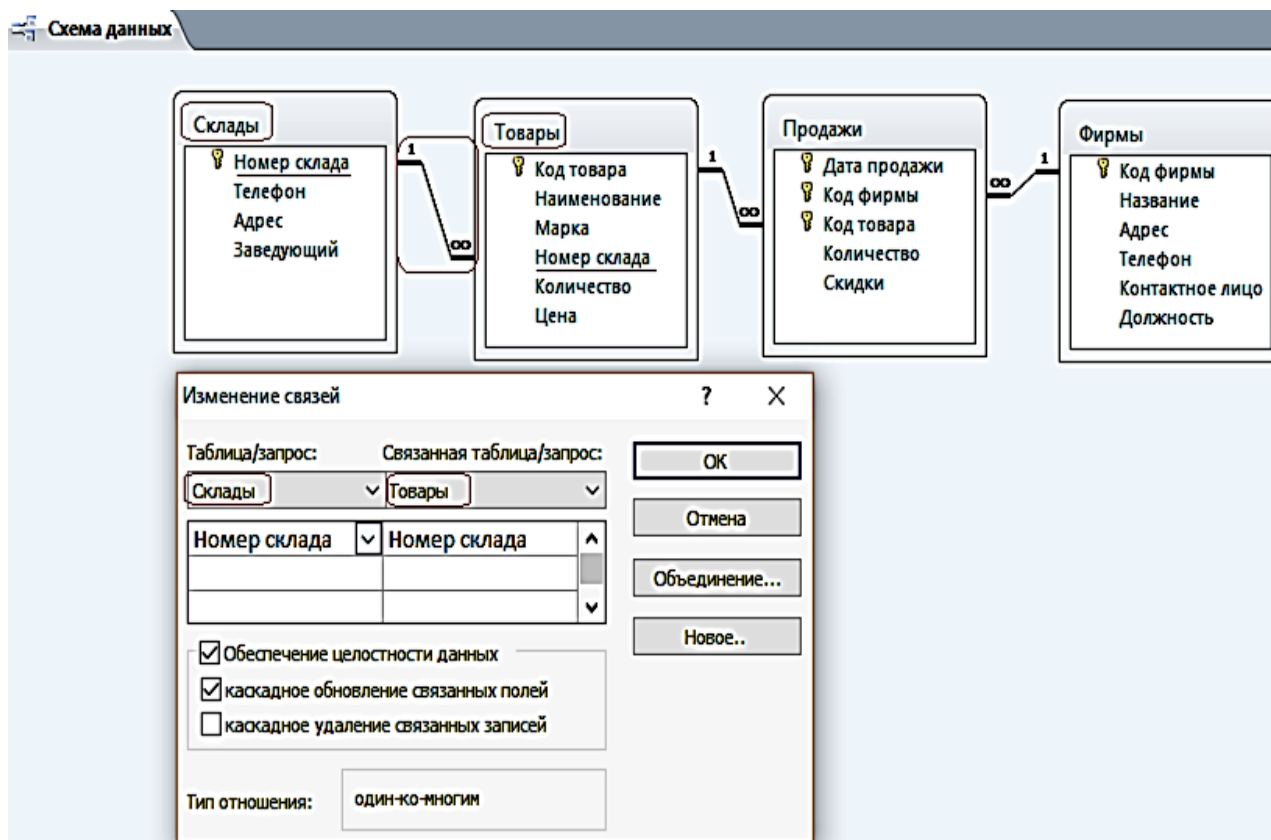 Схема данных
Склады
1
Номер склада
Телефон
Адрес
Заведующий
∞
Товары
Код товара
Наименование
Марка
Номер склада
Количество
Цена
1
∞
Продажи
Дата продажи
Код фирмы
Код товара
Количество
Скидки
∞
1
Фирмы
Код фирмы
Название
Адрес
Телефон
Контактное лицо
Должность
Изменение связей ? X
Таблица/запрос: Связанная таблица/запрос:
Склады Товары
Номер склада Номер склада
OK
Отмена
Объединение...
Новое..
Обеспечение целостности данных
каскадное обновление связанных полей
каскадное удаление связанных записей
Тип отношения: один-ко-многим